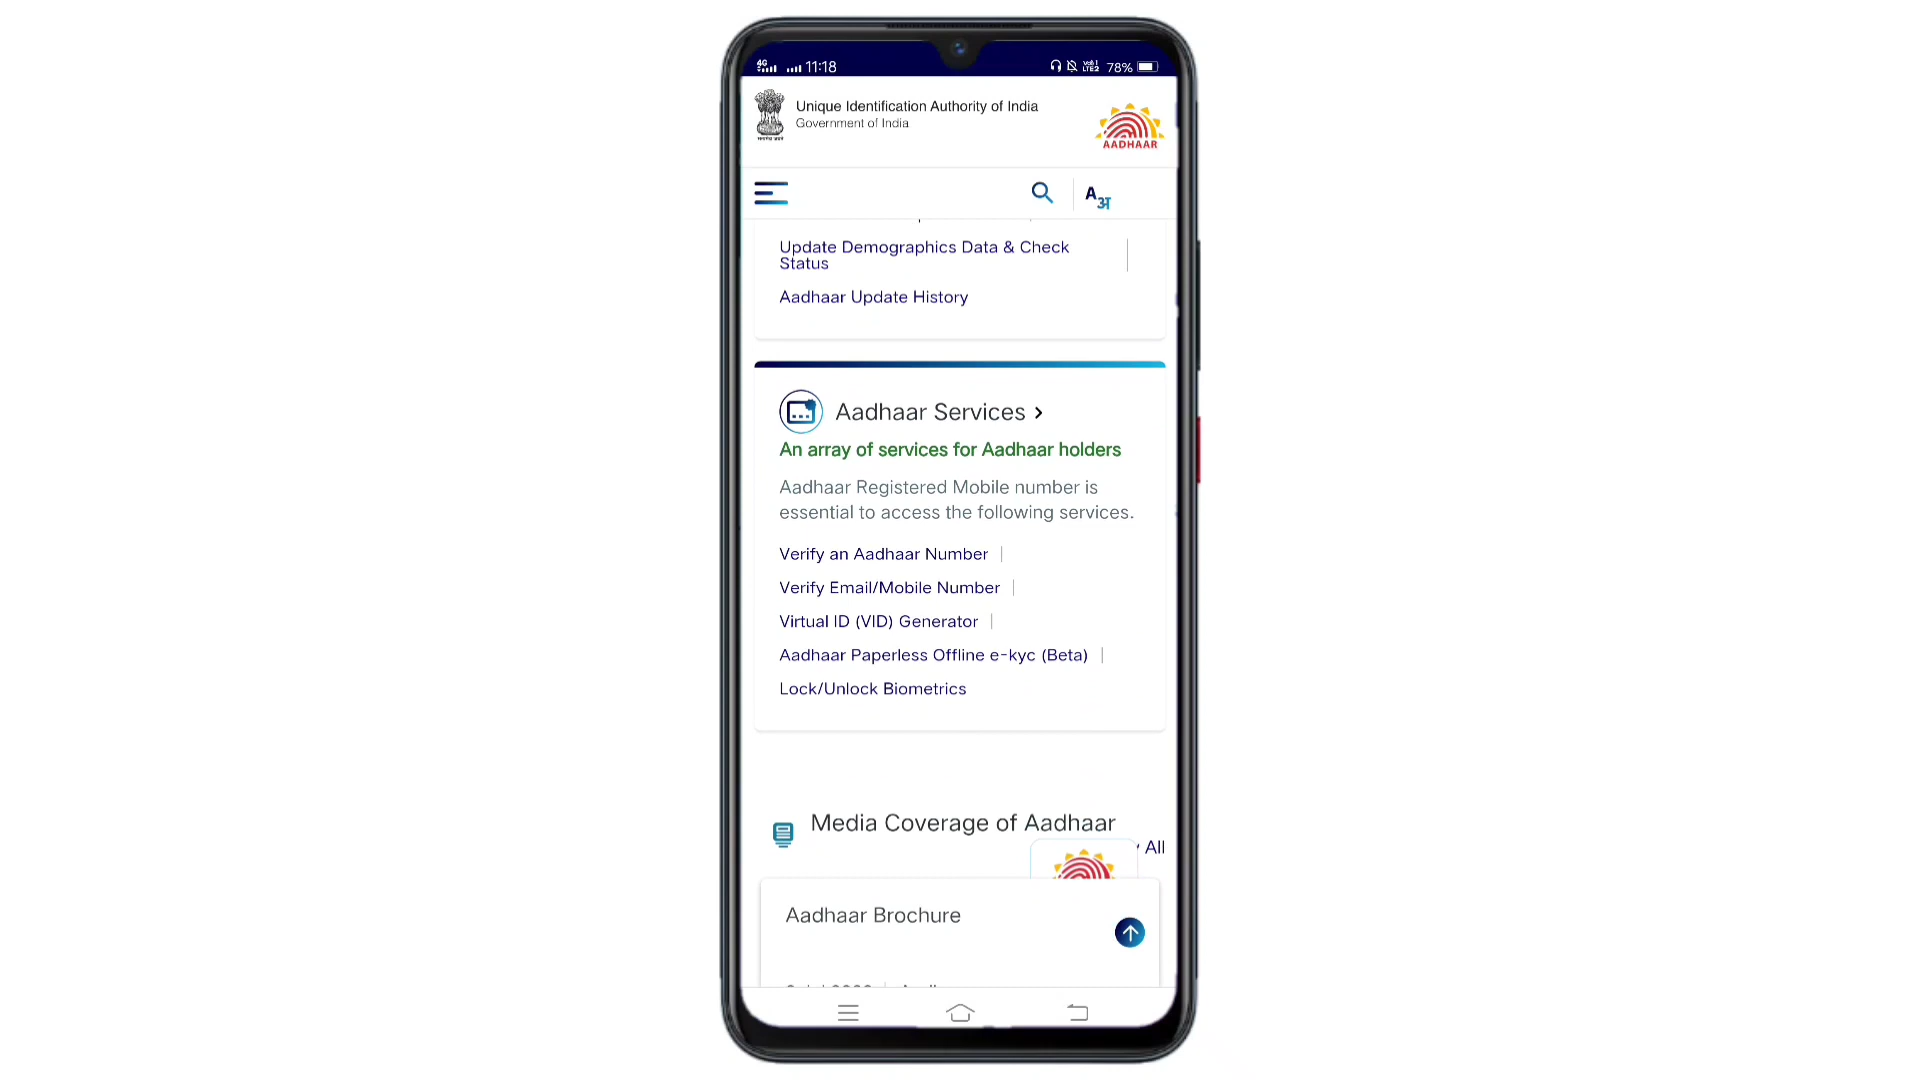 4G 11:18 78%
Unique Identification Authority of India
Government of India
AADHAAR
A अ
Update Demographics Data & Check
Status
Aadhaar Update History
Aadhaar Services
An array of services for Aadhaar holders
Aadhaar Registered Mobile number is
essential to access the following services.
Verify an Aadhaar Number
Verify Email/Mobile Number
Virtual ID (VID) Generator
Aadhaar Paperless Offline e-kyc (Beta)
Lock/Unlock Biometrics
Media Coverage of Aadhaar
All
Aadhaar Brochure